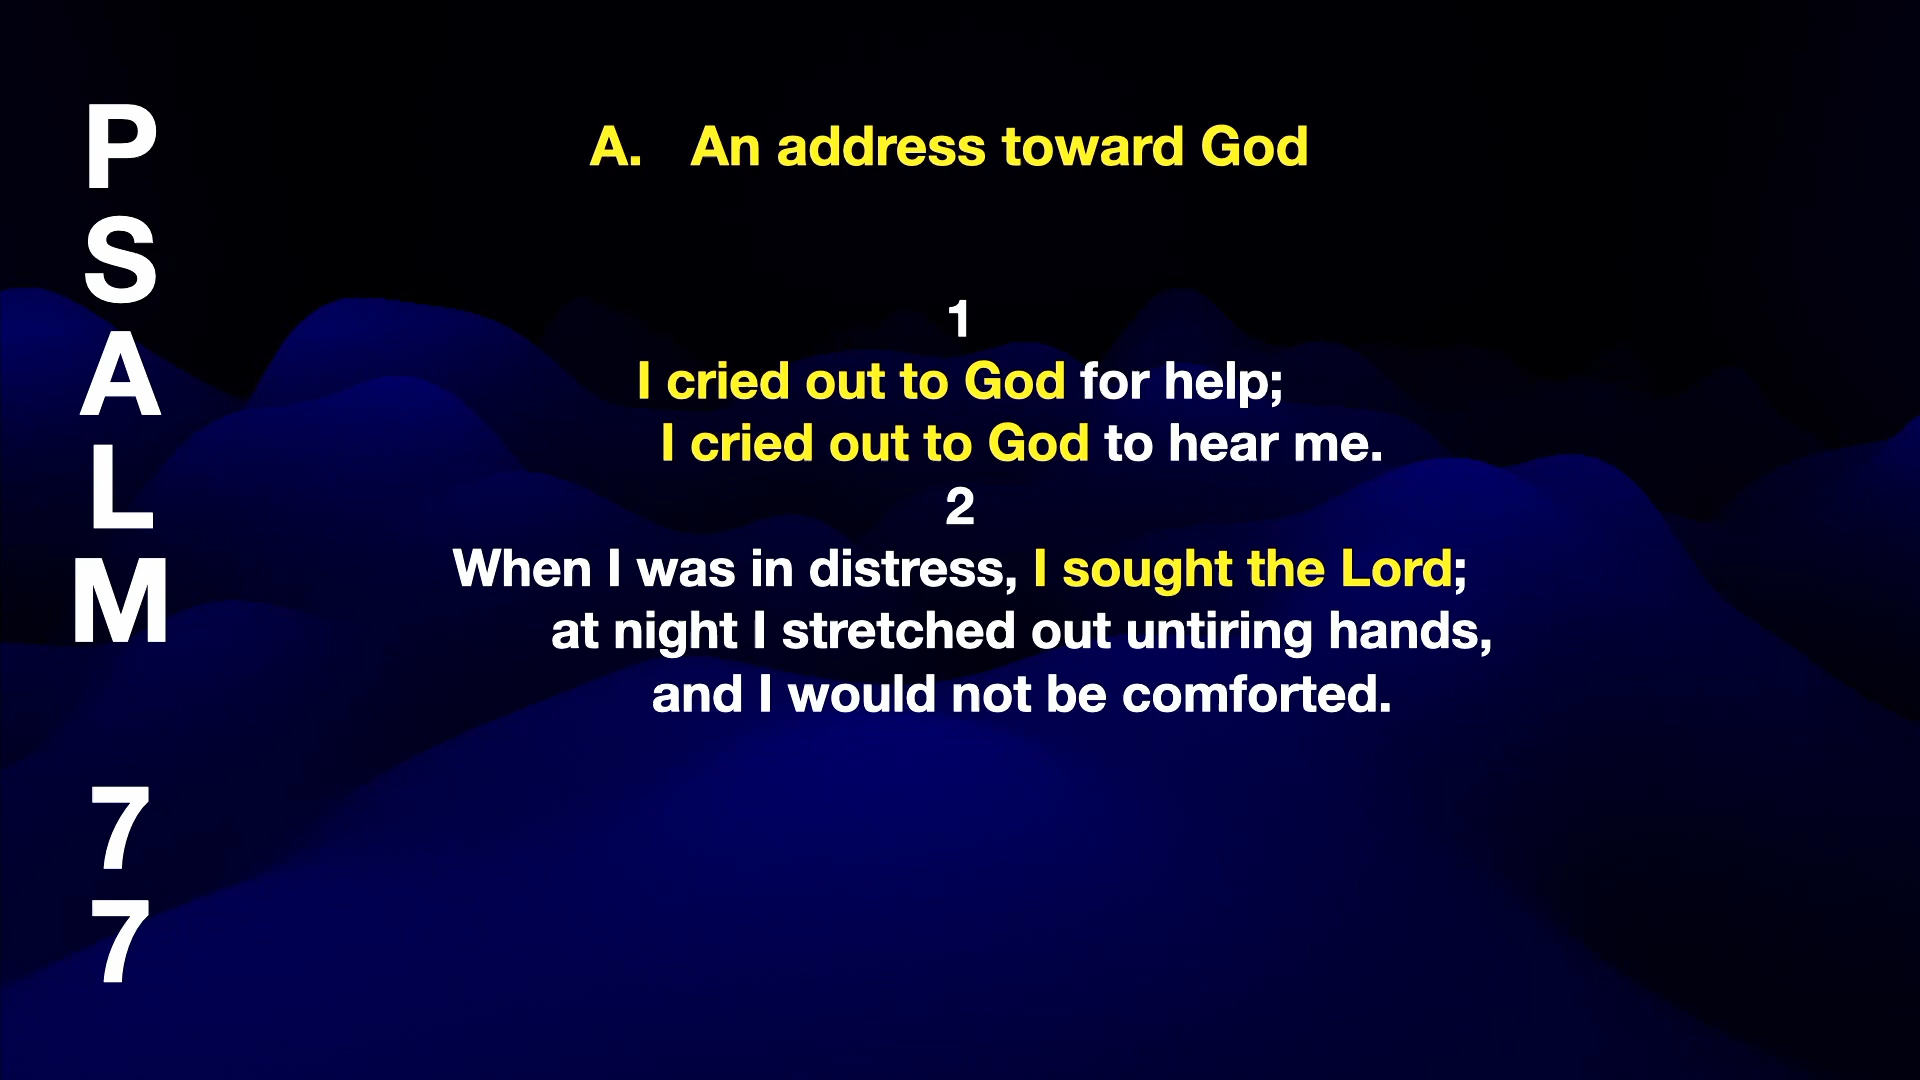 PSALM 77
A. An address toward God
1
I cried out to God for help;
I cried out to God to hear me.
2
When I was in distress, I sought the Lord;
at night I stretched out untiring hands,
and I would not be comforted.